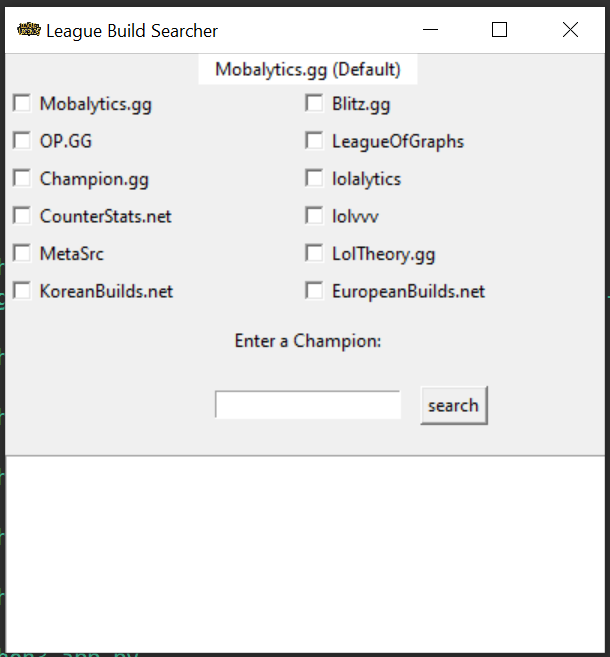 League Build Searcher
Mobalytics.gg (Default)
Mobalytics.gg
Blitz.gg
OP.GG
LeagueOfGraphs
Champion.gg
lolalytics
CounterStats.net
lolvvv
MetaSrc
LolTheory.gg
KoreanBuilds.net
EuropeanBuilds.net
Enter a Champion:
search